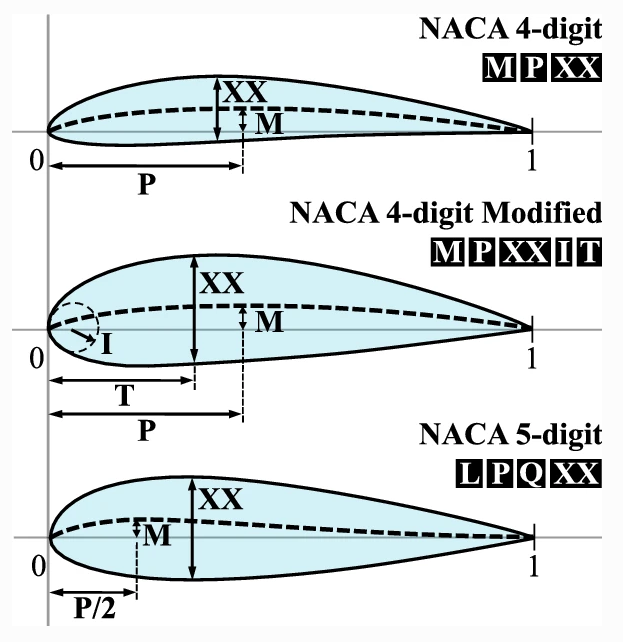 NACA 4-digit
M P XX
XX
M
0
1
P
NACA 4-digit Modified
M P XX I T
XX
M
I
0
1
T
P
NACA 5-digit
L P Q XX
XX
M
0
1
P/2